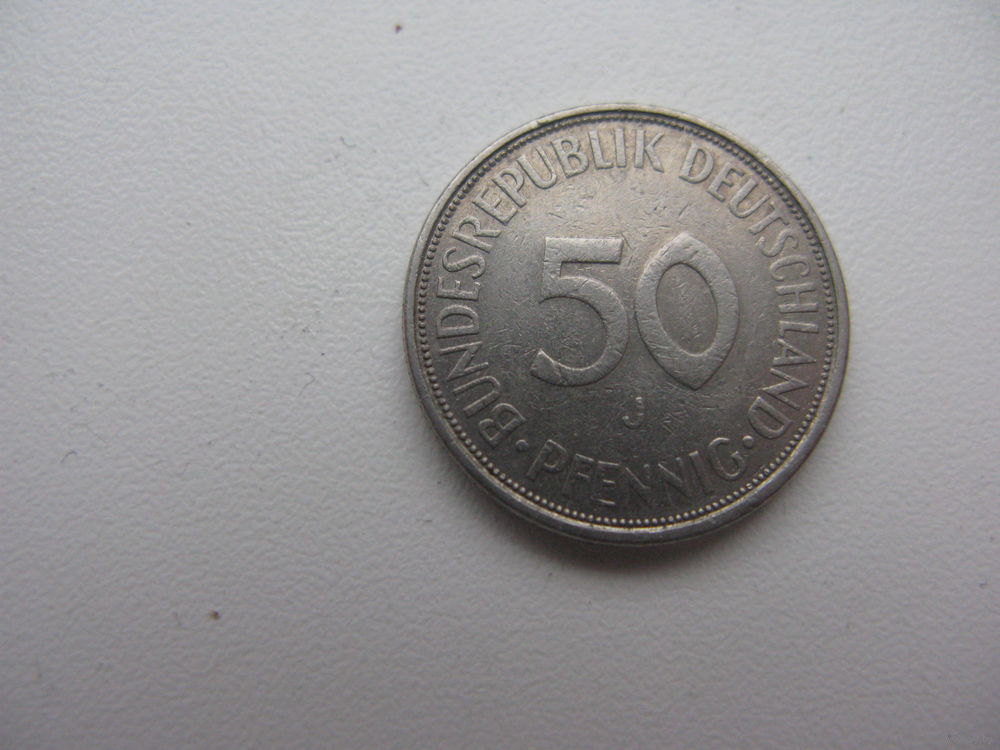 BUNDESREPUBLIK DEUTSCHLAND
50
J
· PFENNIG ·